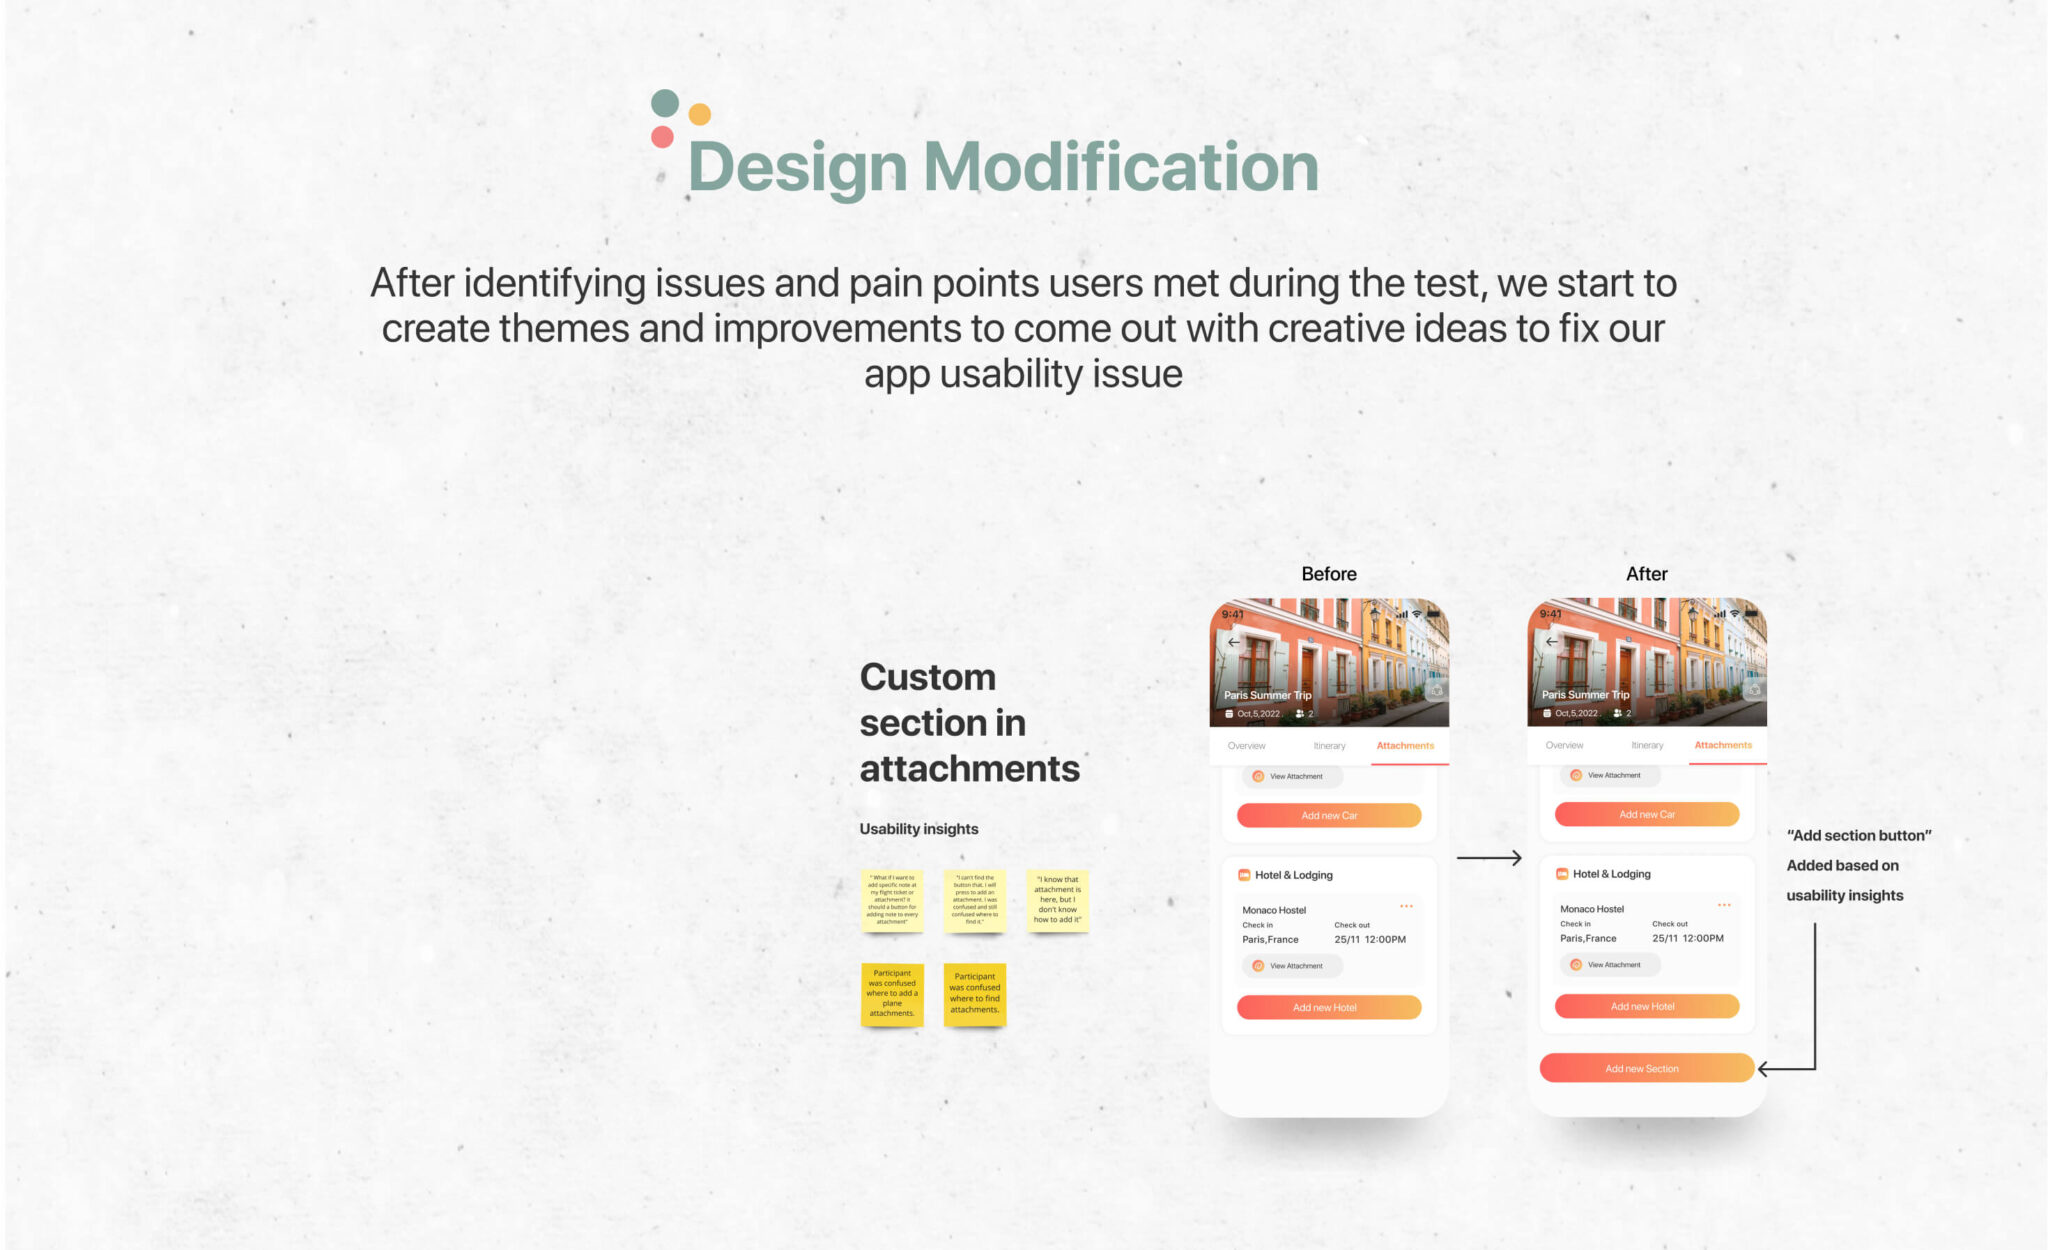 Design Modification
After identifying issues and pain points users met during the test, we start to
create themes and improvements to come out with creative ideas to fix our
app usability issue
Custom
section in
attachments
Usability insights
" What if I want to
add specific note at
my flight ticket or
attachment? It
should a button for
adding note to every
attachment"
"I can't find the
button that. I will
press to add an
attachment. I was
confused and still
confused where to
find it."
"I know that
attachment is
here, but I
don't know
how to add it"
Participant
was confused
where to add a
plane
attachments.
Participant
was confused
where to find
attachments.
Before
9:41
Paris Summer Trip
Oct,5,2022
2
Overview
Itinerary
Attachments
View Attachment
Add new Car
Hotel & Lodging
Monaco Hostel
Check in
Check out
Paris,France
25/11 12:00PM
View Attachment
Add new Hotel
After
9:41
Paris Summer Trip
Oct,5,2022
2
Overview
Itinerary
Attachments
View Attachment
Add new Car
Hotel & Lodging
Monaco Hostel
Check in
Check out
Paris,France
25/11 12:00PM
View Attachment
Add new Hotel
Add new Section
“Add section button”
Added based on
usability insights